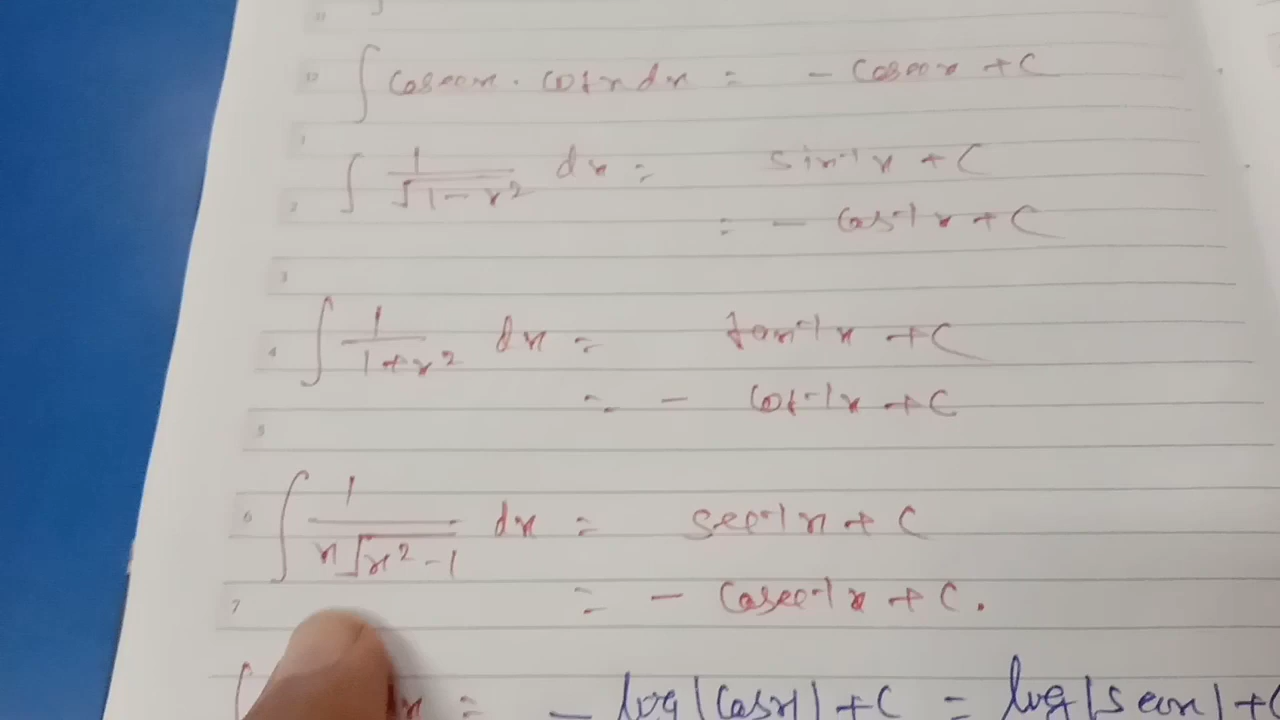 ∫ cosecx . cotx dx = - cosecx + C
∫ 1/√(1-x²) dx = sin⁻¹x + C
= - cos⁻¹x + C
∫ 1/(1+x²) dx = tan⁻¹x + C
= - cot⁻¹x + C
∫ 1/(x√(x²-1)) dx = sec⁻¹x + C
= - cosec⁻¹x + C.
∫ dx = - log|cosx| + C = log|secx| + C